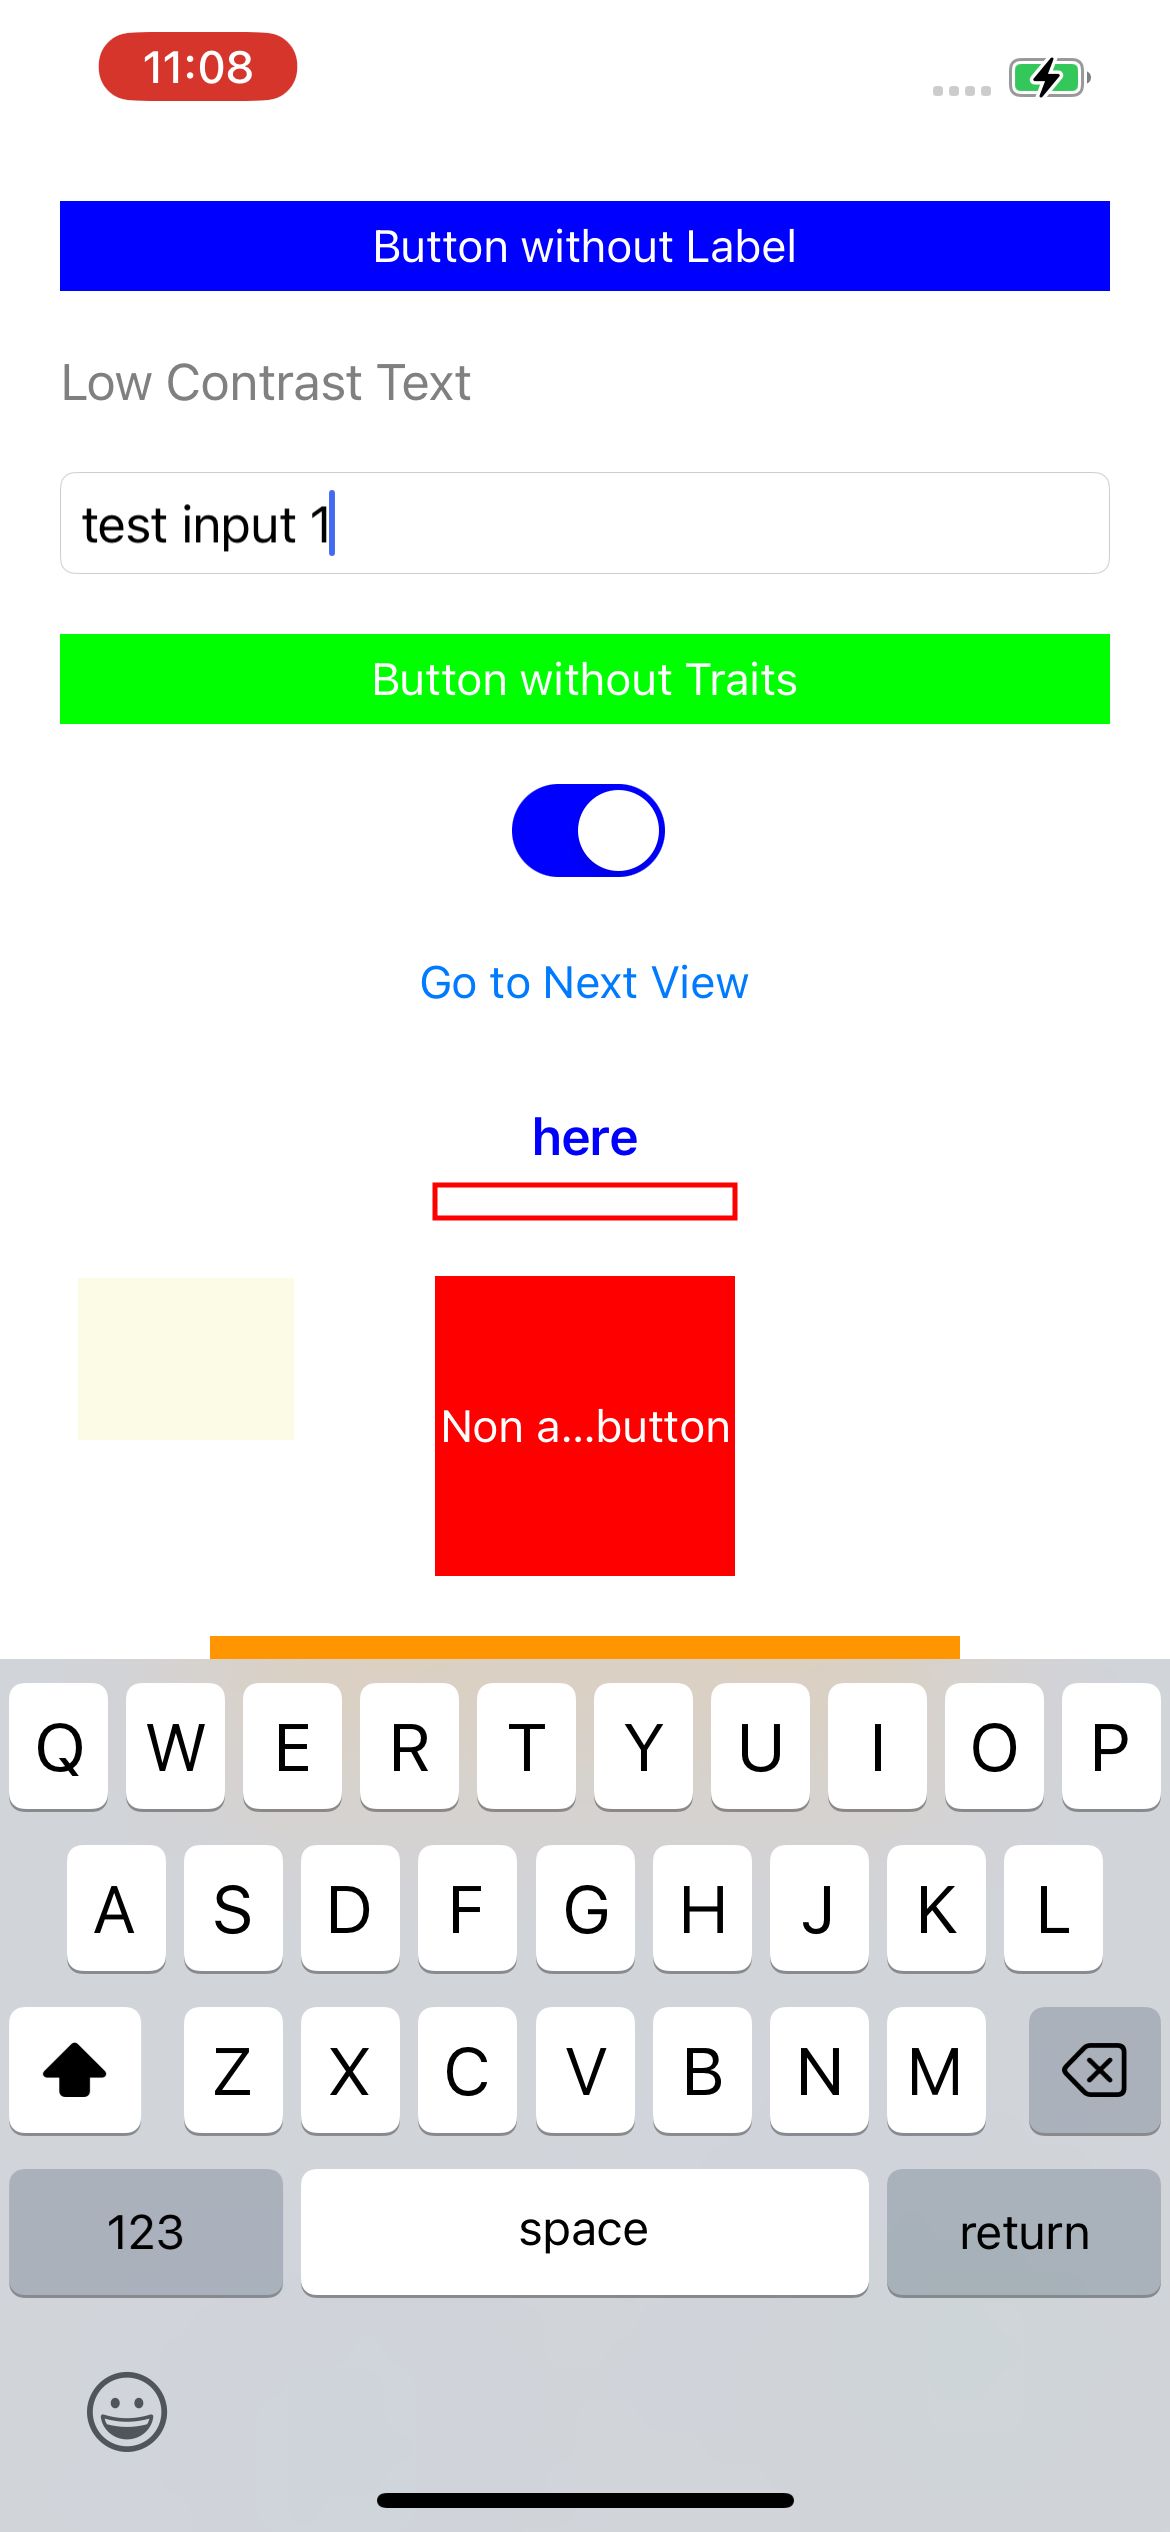 11:08
Button without Label
Low Contrast Text
test input 1
Button without Traits
Go to Next View
here
Non a...button
Q W E R T Y U I O P
A S D F G H J K L
Z X C V B N M
123 space return